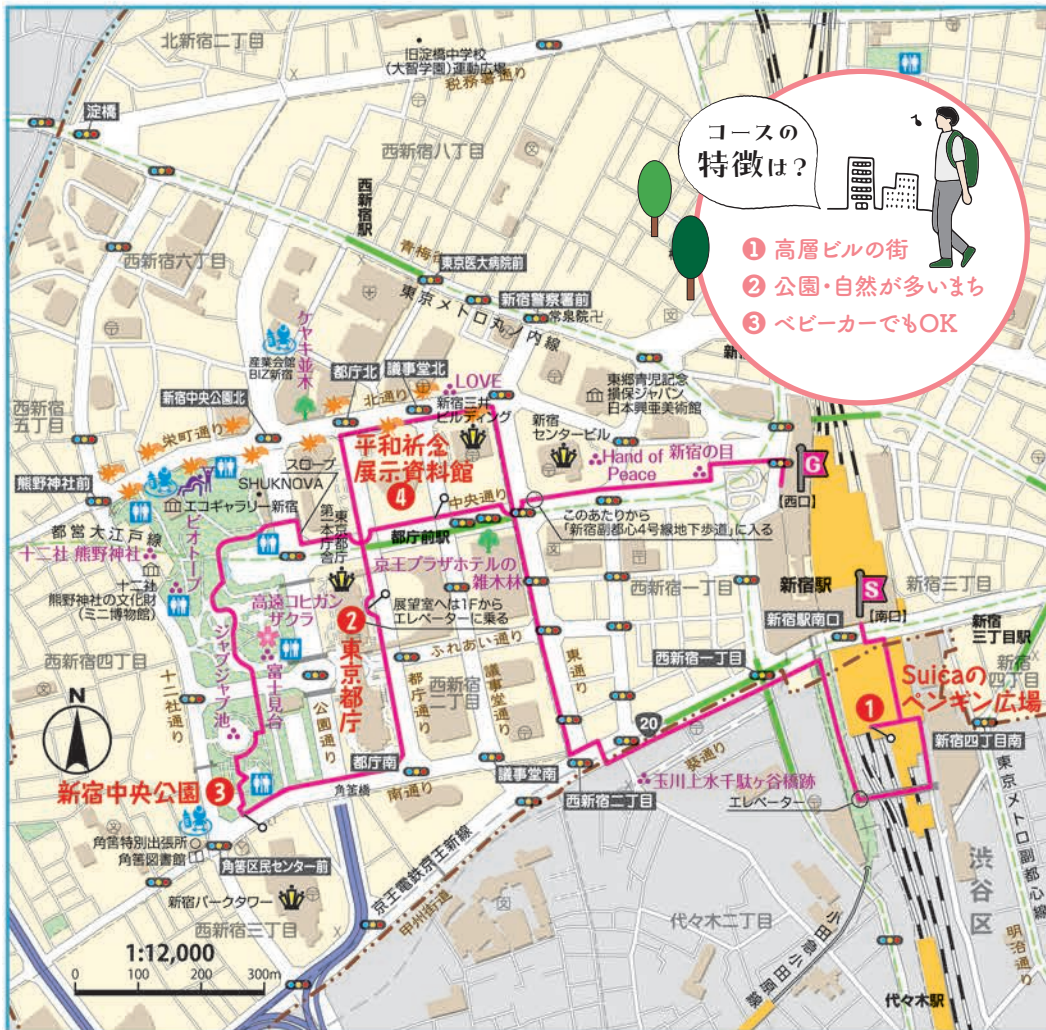 北新宿二丁目
旧淀橋中学校
(大智学園)運動広場
税務署通り
淀橋
西新宿八丁目
コースの
特徴は?
❶ 高層ビルの街
❷ 公園・自然が多いまち
❸ ベビーカーでもOK
西新宿駅
西新宿六丁目
東京医大病院前
東京メトロ丸ノ内線
新宿警察署前
常泉院
ケヤキ並木
産業会館
BIZ新宿
都庁北
議事堂北
北通り
LOVE
新宿三井
ビルディング
東郷青児記念
損保ジャパン
日本興亜美術館
新宿
センタービル
西新宿
五丁目
新宿中央公園北
栄町通り
平和祈念
展示資料館
4
Hand of
Peace
新宿の目
G
【西口】
熊野神社前
スロープ
SHUKNOVA
エコギャラリー新宿
中央通り
このあたりから
「新宿副都心4号線地下歩道」に入る
都営大江戸線
ビオトープ
東京都庁
第一本庁舎
都庁前駅
十二社 熊野神社
十二社
熊野神社の文化財
(ミニ博物館)
京王プラザホテルの
雑木林
西新宿一丁目
新宿駅
新宿三丁目
S
【南口】
高遠コヒガン
ザクラ
展望室へは1Fから
エレベーターに乗る
2
東京都庁
ふれあい通り
新宿駅南口
新宿
三丁目駅
西新宿四丁目
ジャブジャブ池
富士見台
十二社通り
公園通り
都庁通り
西新宿
二丁目
議事堂通り
東通り
西新宿一丁目
新宿
四丁目
Suicaの
ペンギン広場
1
20
新宿四丁目南
N
都庁南
議事堂南
葵通り
新宿中央公園
3
角筈橋
南通り
西新宿二丁目
玉川上水千駄ヶ谷橋跡
エレベーター
東京メトロ副都心線
角筈特別出張所
角筈図書館
角筈区民センター前
京王電鉄京王新線
甲州街道
渋谷区
新宿パークタワー
西新宿三丁目
代々木二丁目
小田急小田原線
明治通り
1:12,000
0 100 200 300m
代々木駅